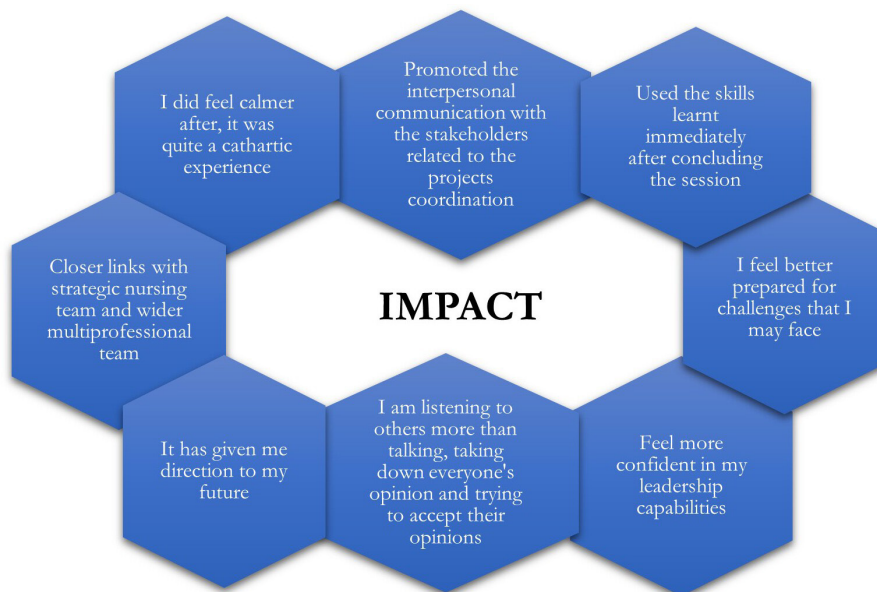 I did feel calmer
after, it was
quite a cathartic
experience
Promoted the
interpersonal
communication with
the stakeholders
related to the
projects
coordination
Used the skills
learnt
immediately
after concluding
the session
Closer links with
strategic nursing
team and wider
multiprofessional
team
IMPACT
I feel better
prepared for
challenges that I
may face
It has given me
direction to my
future
I am listening to
others more than
talking, taking
down everyone's
opinion and trying
to accept their
opinions
Feel more
confident in my
leadership
capabilities